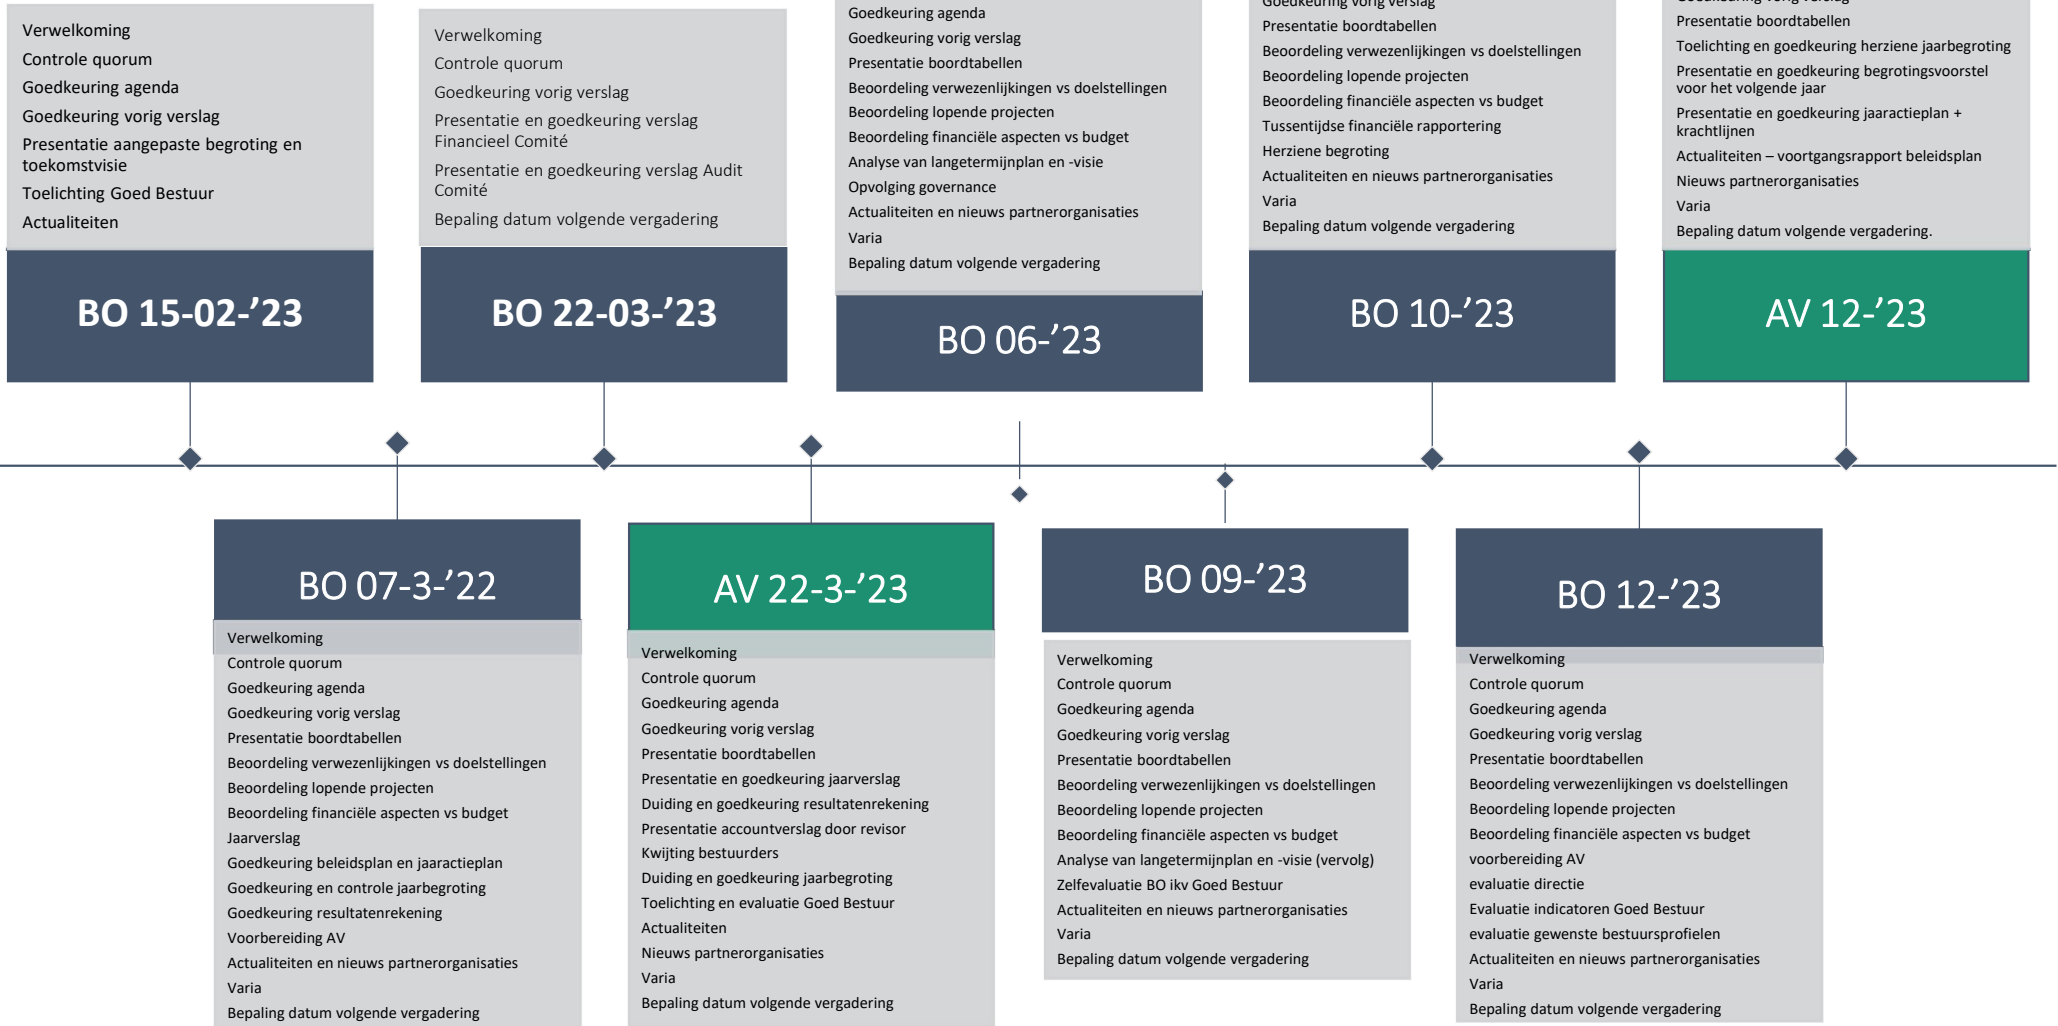 Verwelkoming
Controle quorum
Goedkeuring agenda
Goedkeuring vorig verslag
Presentatie aangepaste begroting en
toekomstvisie
Toelichting Goed Bestuur
Actualiteiten
BO 15-02-’23
Verwelkoming
Controle quorum
Goedkeuring vorig verslag
Presentatie en goedkeuring verslag
Financieel Comité
Presentatie en goedkeuring verslag Audit
Comité
Bepaling datum volgende vergadering
BO 22-03-’23
Goedkeuring agenda
Goedkeuring vorig verslag
Presentatie boordtabellen
Beoordeling verwezenlijkingen vs doelstellingen
Beoordeling lopende projecten
Beoordeling financiële aspecten vs budget
Analyse van langetermijnplan en -visie
Opvolging governance
Actualiteiten en nieuws partnerorganisaties
Varia
Bepaling datum volgende vergadering
BO 06-’23
Goedkeuring vorig verslag
Presentatie boordtabellen
Beoordeling verwezenlijkingen vs doelstellingen
Beoordeling lopende projecten
Beoordeling financiële aspecten vs budget
Tussentijdse financiële rapportering
Herziene begroting
Actualiteiten en nieuws partnerorganisaties
Varia
Bepaling datum volgende vergadering
BO 10-’23
Goedkeuring vorig verslag
Presentatie boordtabellen
Toelichting en goedkeuring herziene jaarbegroting
Presentatie en goedkeuring begrotingsvoorstel
voor het volgende jaar
Presentatie en goedkeuring jaaractieplan +
krachtlijnen
Actualiteiten – voortgangsrapport beleidsplan
Nieuws partnerorganisaties
Varia
Bepaling datum volgende vergadering.
AV 12-’23
BO 07-3-’22
Verwelkoming
Controle quorum
Goedkeuring agenda
Goedkeuring vorig verslag
Presentatie boordtabellen
Beoordeling verwezenlijkingen vs doelstellingen
Beoordeling lopende projecten
Beoordeling financiële aspecten vs budget
Jaarverslag
Goedkeuring beleidsplan en jaaractieplan
Goedkeuring en controle jaarbegroting
Goedkeuring resultatenrekening
Voorbereiding AV
Actualiteiten en nieuws partnerorganisaties
Varia
Bepaling datum volgende vergadering
AV 22-3-’23
Verwelkoming
Controle quorum
Goedkeuring agenda
Goedkeuring vorig verslag
Presentatie boordtabellen
Presentatie en goedkeuring jaarverslag
Duiding en goedkeuring resultatenrekening
Presentatie accountverslag door revisor
Kwijting bestuurders
Duiding en goedkeuring jaarbegroting
Toelichting en evaluatie Goed Bestuur
Actualiteiten
Nieuws partnerorganisaties
Varia
Bepaling datum volgende vergadering
BO 09-’23
Verwelkoming
Controle quorum
Goedkeuring agenda
Goedkeuring vorig verslag
Presentatie boordtabellen
Beoordeling verwezenlijkingen vs doelstellingen
Beoordeling lopende projecten
Beoordeling financiële aspecten vs budget
Analyse van langetermijnplan en -visie (vervolg)
Zelfevaluatie BO ikv Goed Bestuur
Actualiteiten en nieuws partnerorganisaties
Varia
Bepaling datum volgende vergadering
BO 12-’23
Verwelkoming
Controle quorum
Goedkeuring agenda
Goedkeuring vorig verslag
Presentatie boordtabellen
Beoordeling verwezenlijkingen vs doelstellingen
Beoordeling lopende projecten
Beoordeling financiële aspecten vs budget
voorbereiding AV
evaluatie directie
Evaluatie indicatoren Goed Bestuur
evaluatie gewenste bestuursprofielen
Actualiteiten en nieuws partnerorganisaties
Varia
Bepaling datum volgende vergadering